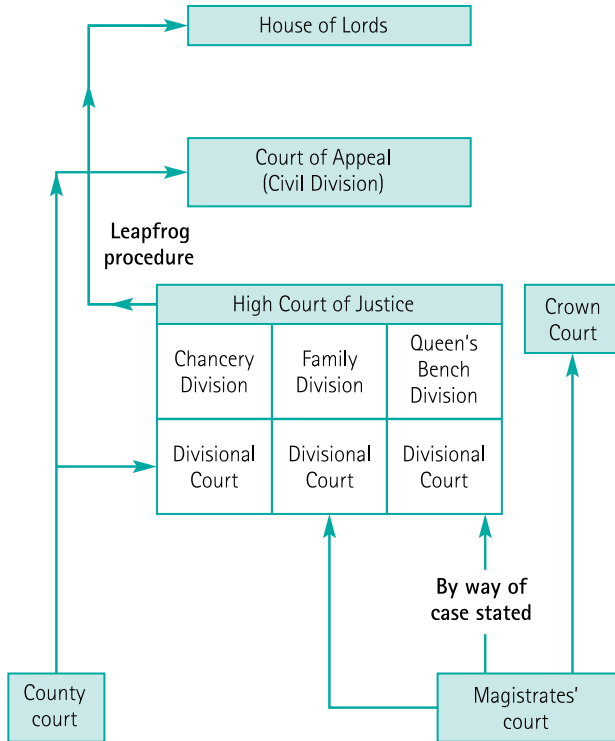 House of Lords
Court of Appeal
(Civil Division)
Leapfrog
procedure
High Court of Justice
Crown
Court
Chancery
Division
Family
Division
Queen's
Bench
Division
Divisional
Court
Divisional
Court
Divisional
Court
By way of
case stated
County
court
Magistrates'
court